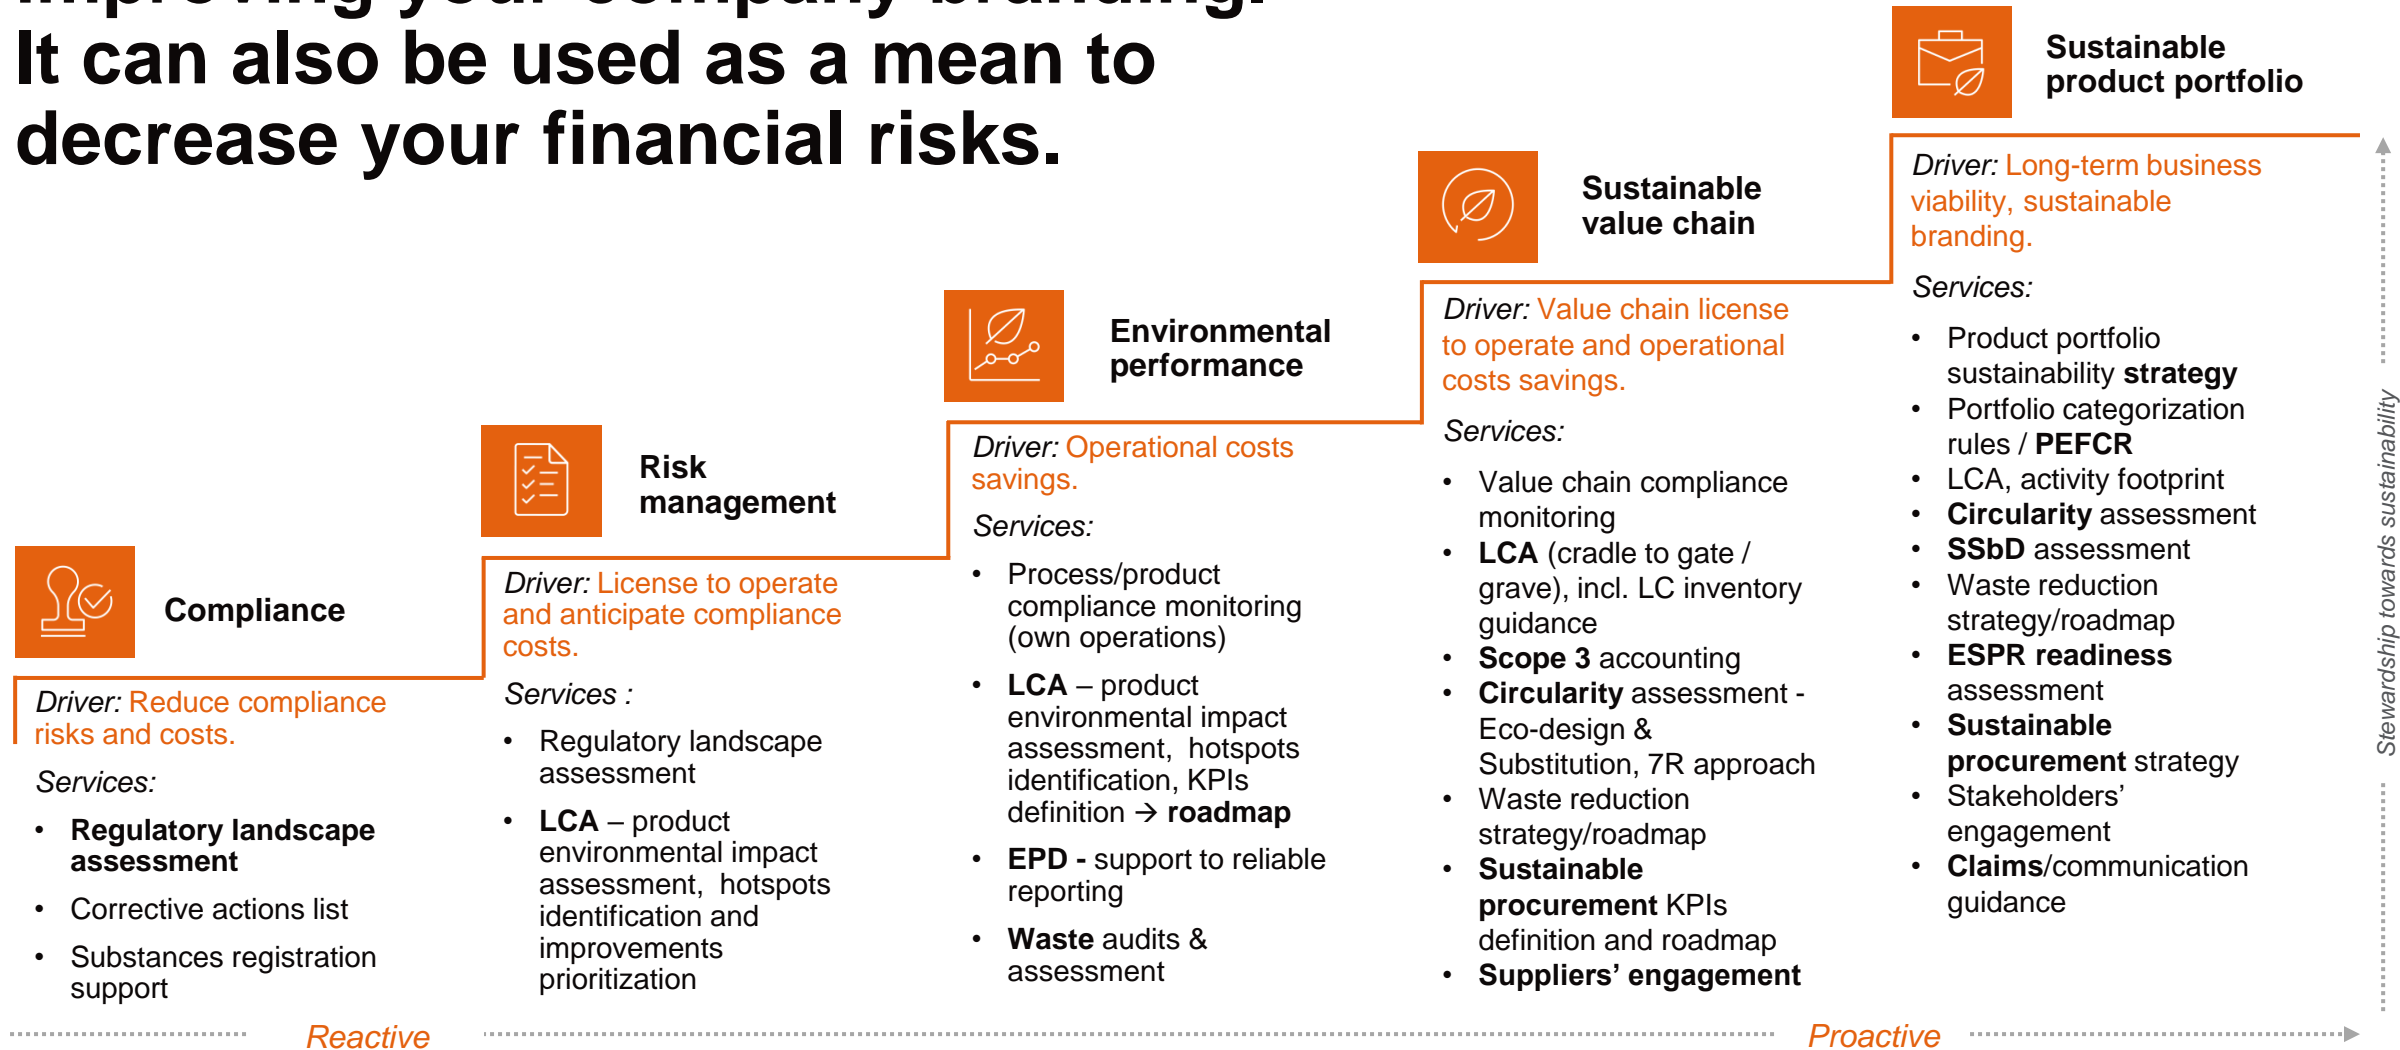 improving your company branding.
It can also be used as a mean to
decrease your financial risks.
Compliance
Driver: Reduce compliance
risks and costs.
Services:
• Regulatory landscape
assessment
• Corrective actions list
• Substances registration
support
Risk
management
Driver: License to operate
and anticipate compliance
costs.
Services :
• Regulatory landscape
assessment
• LCA – product
environmental impact
assessment, hotspots
identification and
improvements
prioritization
Environmental
performance
Driver: Operational costs
savings.
Services:
• Process/product
compliance monitoring
(own operations)
• LCA – product
environmental impact
assessment, hotspots
identification, KPIs
definition → roadmap
• EPD - support to reliable
reporting
• Waste audits &
assessment
Sustainable
value chain
Driver: Value chain license
to operate and operational
costs savings.
Services:
• Value chain compliance
monitoring
• LCA (cradle to gate /
grave), incl. LC inventory
guidance
• Scope 3 accounting
• Circularity assessment -
Eco-design &
Substitution, 7R approach
• Waste reduction
strategy/roadmap
• Sustainable
procurement KPIs
definition and roadmap
• Suppliers’ engagement
Sustainable
product portfolio
Driver: Long-term business
viability, sustainable
branding.
Services:
• Product portfolio
sustainability strategy
• Portfolio categorization
rules / PEFCR
• LCA, activity footprint
• Circularity assessment
• SSbD assessment
• Waste reduction
strategy/roadmap
• ESPR readiness
assessment
• Sustainable
procurement strategy
• Stakeholders’
engagement
• Claims/communication
guidance
Stewardship towards sustainability
Reactive
Proactive